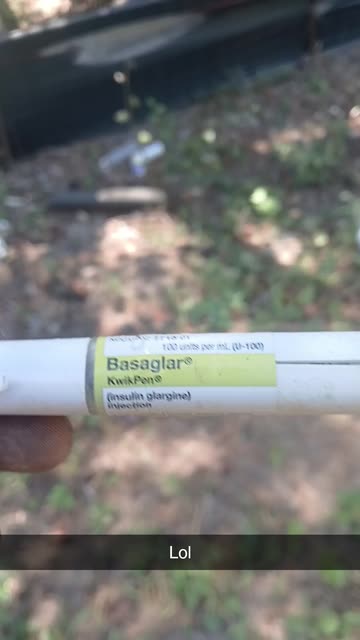 100 units per mL (U-100)
Basaglar®
KwikPen®
(insulin glargine)
injection
Lol